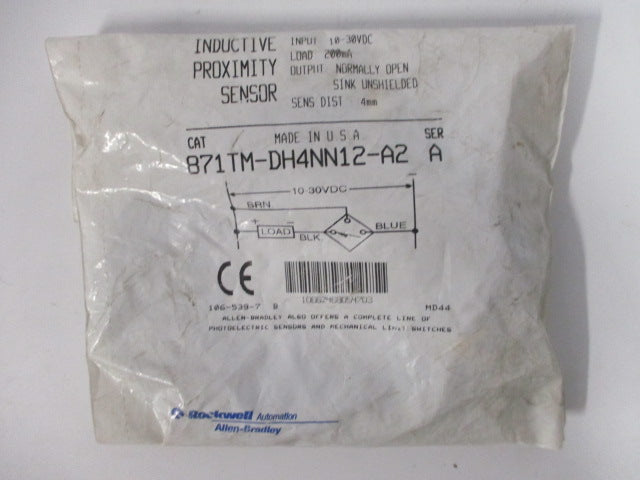 INDUCTIVE
PROXIMITY
SENSOR
INPUT 10-30VDC
LOAD 200mA
OUTPUT NORMALLY OPEN
SINK UNSHIELDED
SENS DIST 4mm
MADE IN U.S.A
CAT SER
871TM-DH4NN12-A2 A
+ 10-30VDC −
BRN
+ LOAD − BLK BLUE
CE
106-539-7 B MD44
ALLEN-BRADLEY ALSO OFFERS A COMPLETE LINE OF
PHOTOELECTRIC SENSORS AND MECHANICAL LIMIT SWITCHES
Rockwell Automation
Allen-Bradley